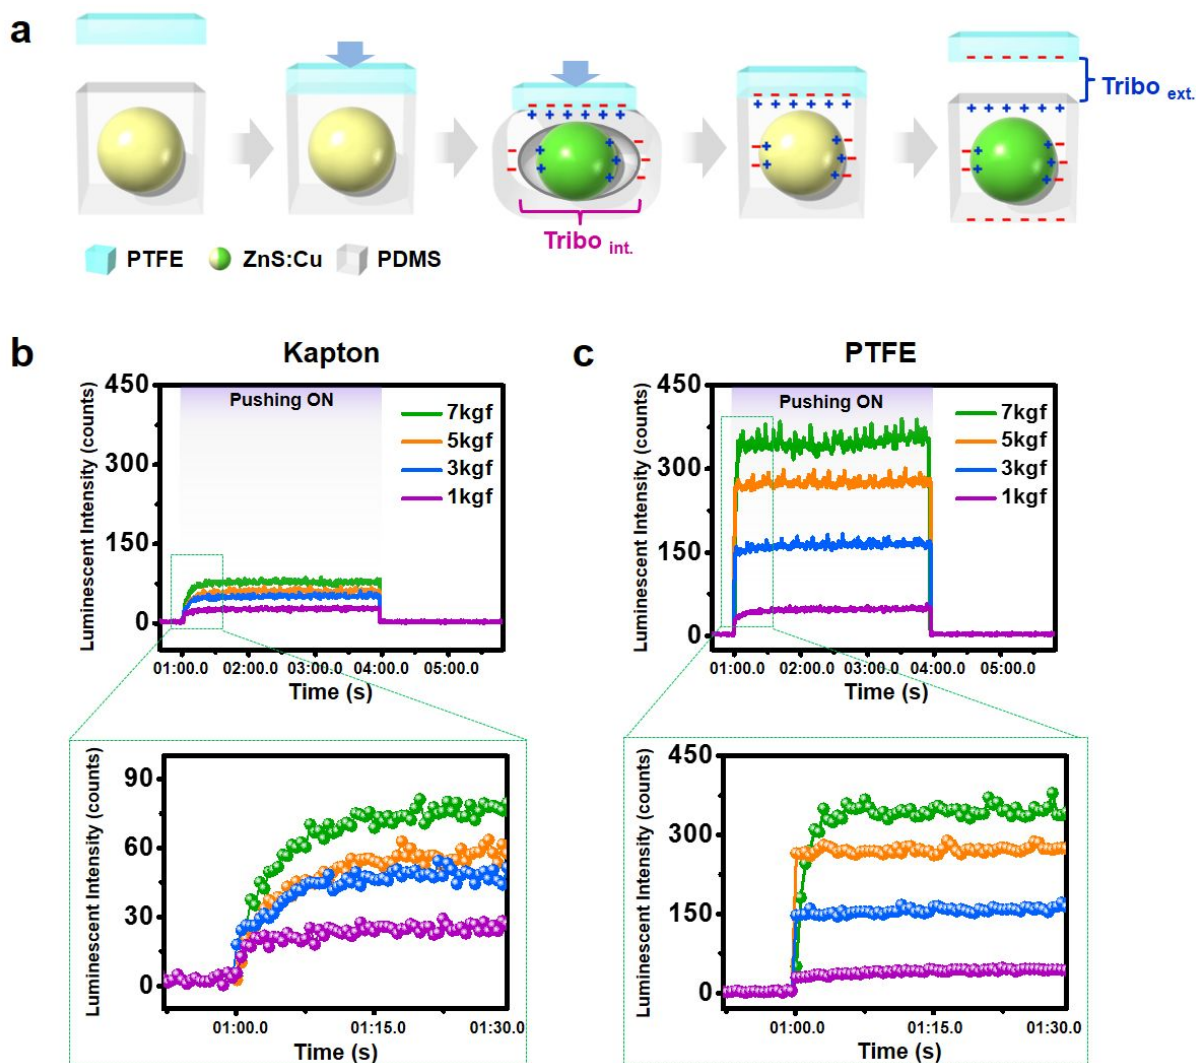 a
Tribo ext.
Tribo int.
PTFE
ZnS:Cu
PDMS
b
Kapton
Luminescent Intensity (counts)
450
300
150
0
Pushing ON
7kgf
5kgf
3kgf
1kgf
01:00.0 02:00.0 03:00.0 04:00.0 05:00.0
Time (s)
c
PTFE
Luminescent Intensity (counts)
450
300
150
0
Pushing ON
7kgf
5kgf
3kgf
1kgf
01:00.0 02:00.0 03:00.0 04:00.0 05:00.0
Time (s)
Luminescent Intensity (counts)
90
60
30
0
01:00.0 01:15.0 01:30.0
Time (s)
Luminescent Intensity (counts)
450
300
150
0
01:00.0 01:15.0 01:30.0
Time (s)